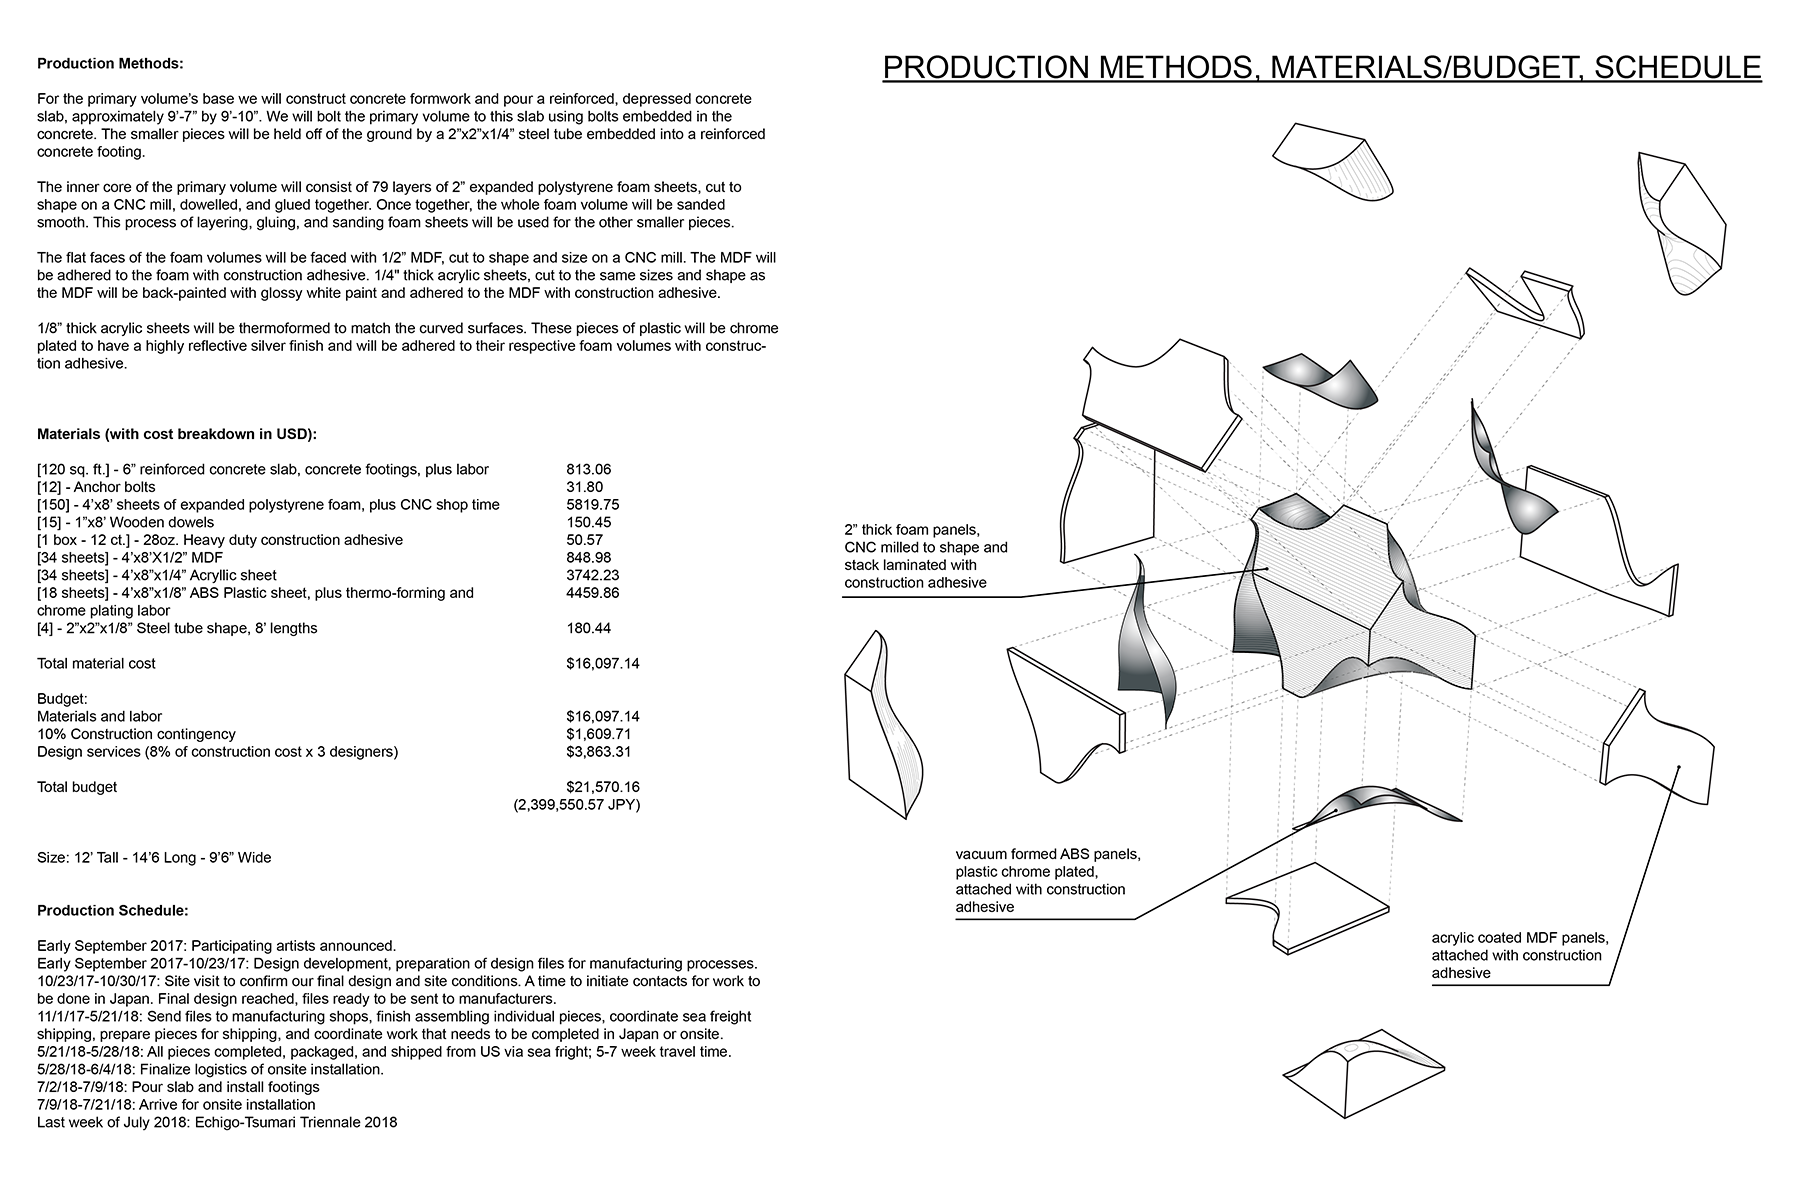 PRODUCTION METHODS, MATERIALS/BUDGET, SCHEDULE
Production Methods:
For the primary volume’s base we will construct concrete formwork and pour a reinforced, depressed concrete
slab, approximately 9’-7” by 9’-10”. We will bolt the primary volume to this slab using bolts embedded in the
concrete. The smaller pieces will be held off of the ground by a 2”x2”x1/4” steel tube embedded into a reinforced
concrete footing.
The inner core of the primary volume will consist of 79 layers of 2” expanded polystyrene foam sheets, cut to
shape on a CNC mill, dowelled, and glued together. Once together, the whole foam volume will be sanded
smooth. This process of layering, gluing, and sanding foam sheets will be used for the other smaller pieces.
The flat faces of the foam volumes will be faced with 1/2” MDF, cut to shape and size on a CNC mill. The MDF will
be adhered to the foam with construction adhesive. 1/4" thick acrylic sheets, cut to the same sizes and shape as
the MDF will be back-painted with glossy white paint and adhered to the MDF with construction adhesive.
1/8” thick acrylic sheets will be thermoformed to match the curved surfaces. These pieces of plastic will be chrome
plated to have a highly reflective silver finish and will be adhered to their respective foam volumes with construc-
tion adhesive.
Materials (with cost breakdown in USD):
[120 sq. ft.] - 6” reinforced concrete slab, concrete footings, plus labor 813.06
[12] - Anchor bolts 31.80
[150] - 4’x8’ sheets of expanded polystyrene foam, plus CNC shop time 5819.75
[15] - 1”x8’ Wooden dowels 150.45
[1 box - 12 ct.] - 28oz. Heavy duty construction adhesive 50.57
[34 sheets] - 4’x8’X1/2” MDF 848.98
[34 sheets] - 4’x8”x1/4” Acryllic sheet 3742.23
[18 sheets] - 4’x8”x1/8” ABS Plastic sheet, plus thermo-forming and 4459.86
chrome plating labor
[4] - 2”x2”x1/8” Steel tube shape, 8’ lengths 180.44
Total material cost $16,097.14
Budget:
Materials and labor $16,097.14
10% Construction contingency $1,609.71
Design services (8% of construction cost x 3 designers) $3,863.31
Total budget $21,570.16
(2,399,550.57 JPY)
Size: 12’ Tall - 14’6 Long - 9’6” Wide
Production Schedule:
Early September 2017: Participating artists announced.
Early September 2017-10/23/17: Design development, preparation of design files for manufacturing processes.
10/23/17-10/30/17: Site visit to confirm our final design and site conditions. A time to initiate contacts for work to
be done in Japan. Final design reached, files ready to be sent to manufacturers.
11/1/17-5/21/18: Send files to manufacturing shops, finish assembling individual pieces, coordinate sea freight
shipping, prepare pieces for shipping, and coordinate work that needs to be completed in Japan or onsite.
5/21/18-5/28/18: All pieces completed, packaged, and shipped from US via sea fright; 5-7 week travel time.
5/28/18-6/4/18: Finalize logistics of onsite installation.
7/2/18-7/9/18: Pour slab and install footings
7/9/18-7/21/18: Arrive for onsite installation
Last week of July 2018: Echigo-Tsumari Triennale 2018
2” thick foam panels,
CNC milled to shape and
stack laminated with
construction adhesive
vacuum formed ABS panels,
plastic chrome plated,
attached with construction
adhesive
acrylic coated MDF panels,
attached with construction
adhesive